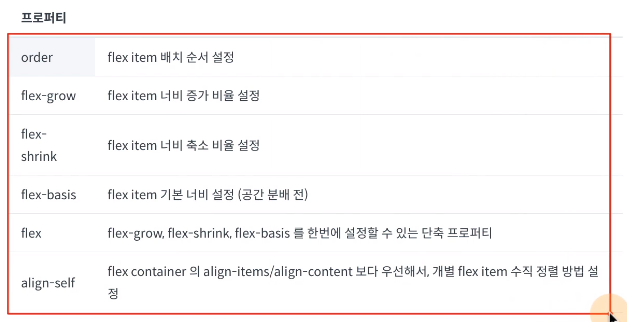 프로퍼티
order flex item 배치 순서 설정
flex-grow flex item 너비 증가 비율 설정
flex-
shrink flex item 너비 축소 비율 설정
flex-basis flex item 기본 너비 설정 (공간 분배 전)
flex flex-grow, flex-shrink, flex-basis 를 한번에 설정할 수 있는 단축 프로퍼티
align-self flex container 의 align-items/align-content 보다 우선해서, 개별 flex item 수직 정렬 방법 설
정